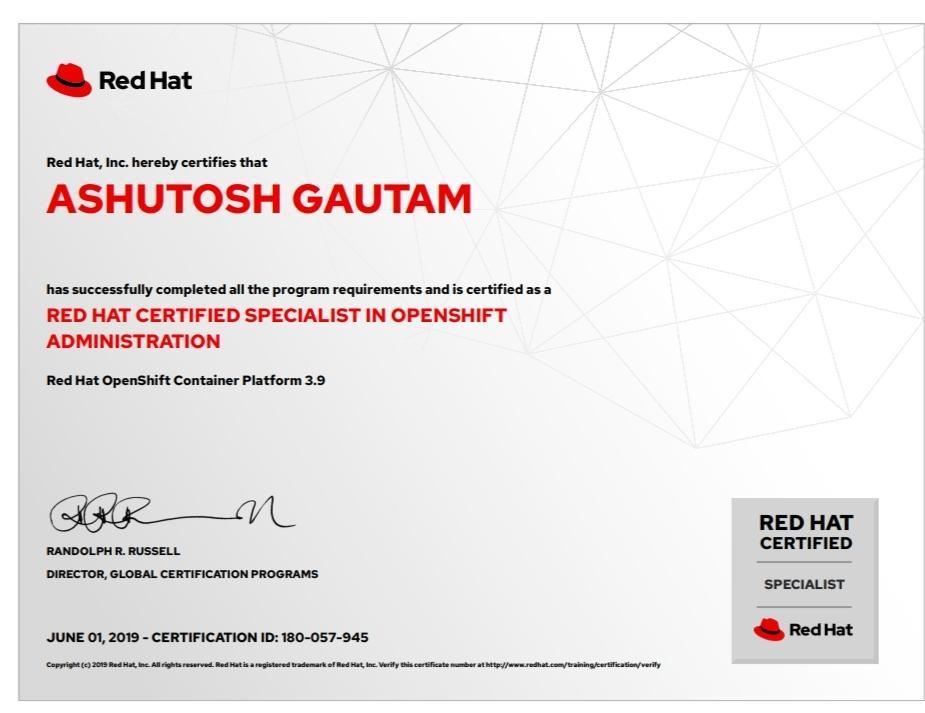 Red Hat
Red Hat, Inc. hereby certifies that
ASHUTOSH GAUTAM
has successfully completed all the program requirements and is certified as a
RED HAT CERTIFIED SPECIALIST IN OPENSHIFT
ADMINISTRATION
Red Hat OpenShift Container Platform 3.9
RANDOLPH R. RUSSELL
DIRECTOR, GLOBAL CERTIFICATION PROGRAMS
JUNE 01, 2019 - CERTIFICATION ID: 180-057-945
Copyright (c) 2019 Red Hat, Inc. All rights reserved. Red Hat is a registered trademark of Red Hat, Inc. Verify this certificate number at http://www.redhat.com/training/certification/verify
RED HAT
CERTIFIED
SPECIALIST
Red Hat